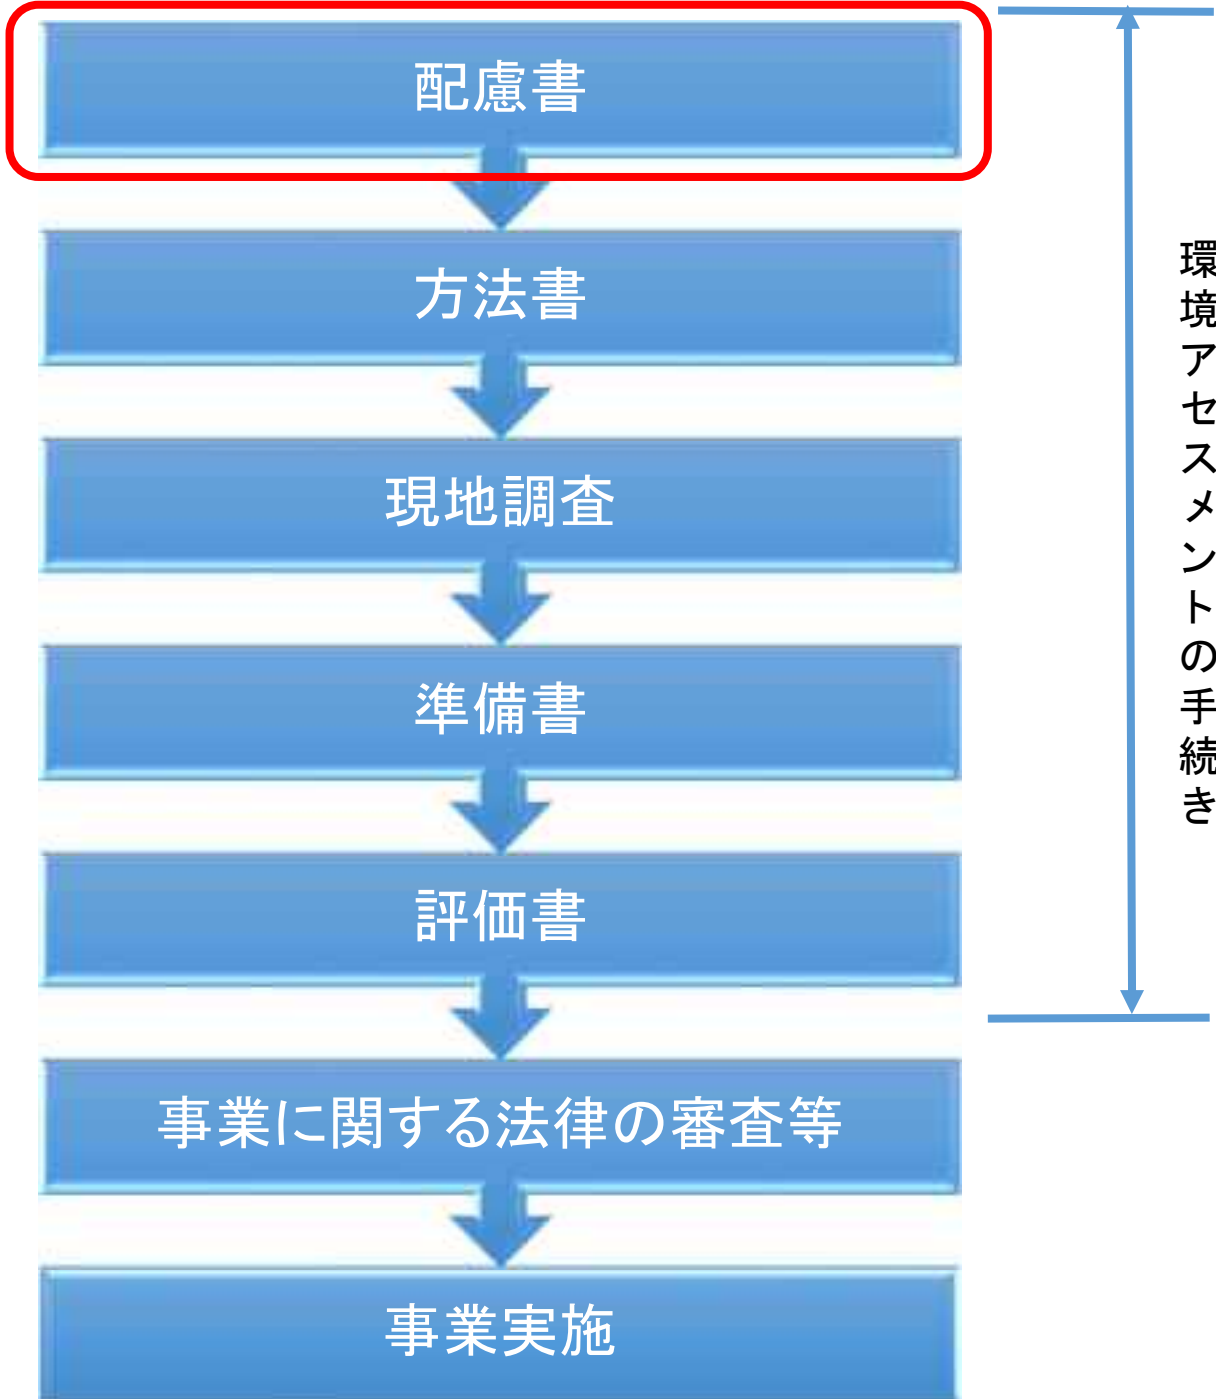 配慮書
方法書
現地調査
準備書
評価書
事業に関する法律の審査等
事業実施
環境アセスメントの手続き